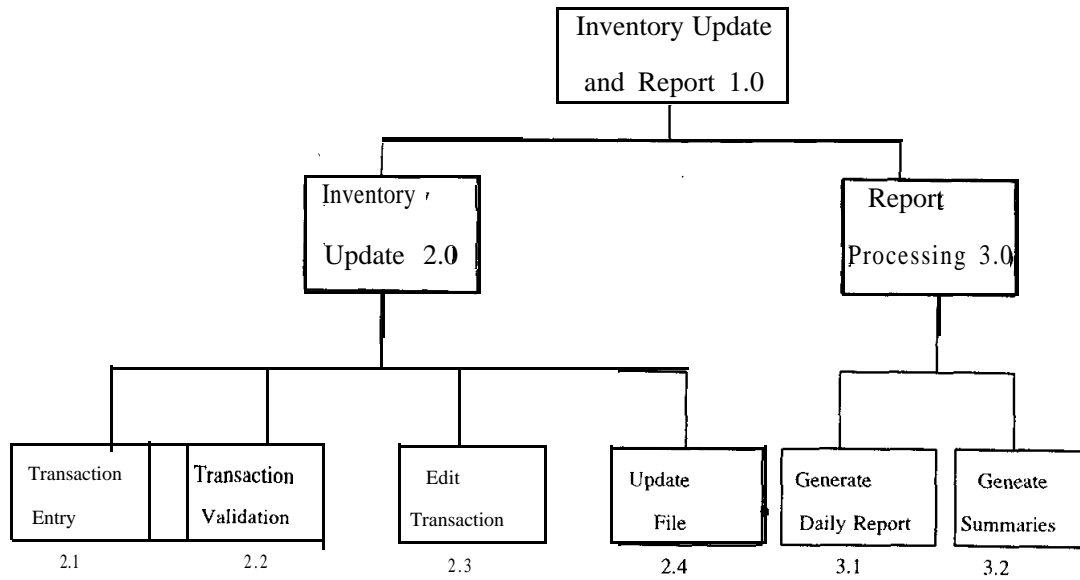 Inventory Update
and Report 1.0
Inventory
Update 2.0
Report
Processing 3.0
Transaction
Entry
Transaction
Validation
Edit
Transaction
Update
File
Generate
Daily Report
Geneate
Summaries
2.1
2.2
2.3
2.4
3.1
3.2